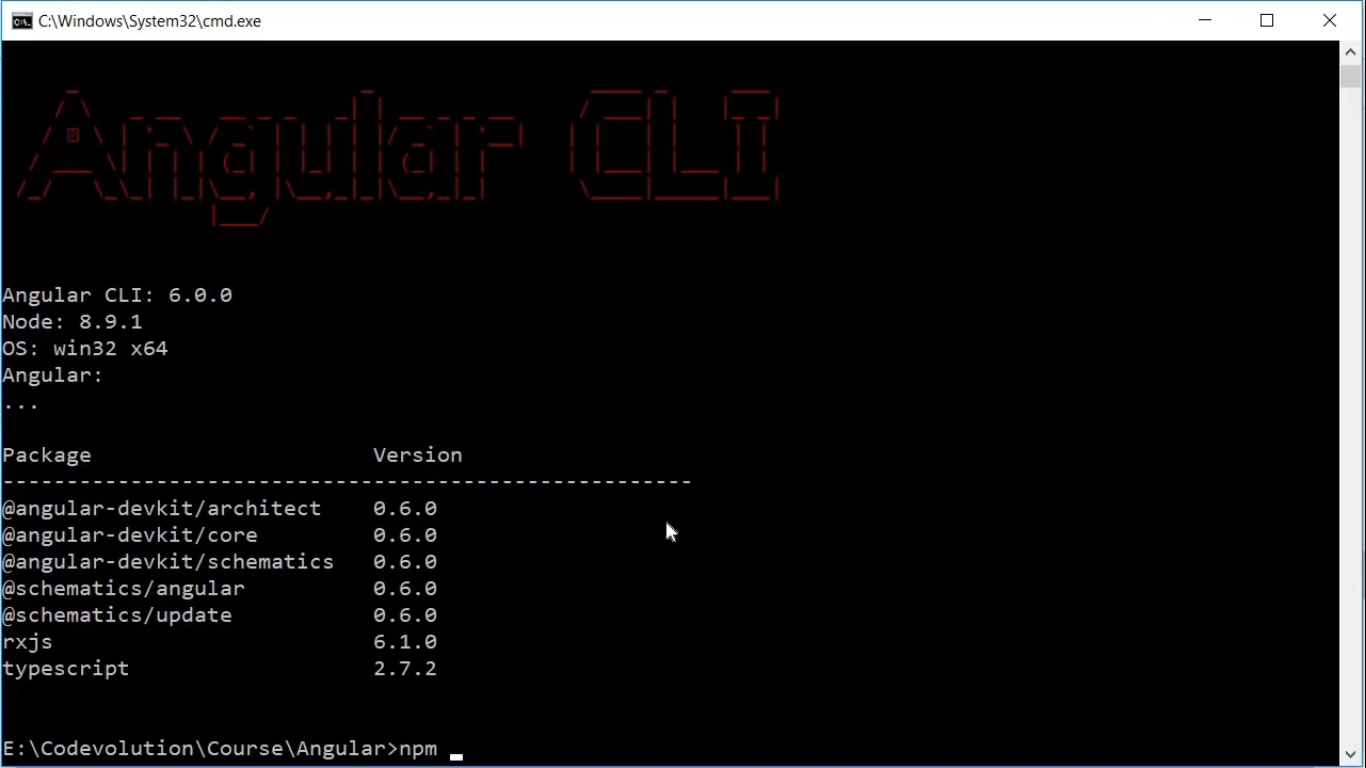 C:\Windows\System32\cmd.exe
Angular CLI
Angular CLI: 6.0.0
Node: 8.9.1
OS: win32 x64
Angular:
...
Package Version
------------------------------------------------------
@angular-devkit/architect 0.6.0
@angular-devkit/core 0.6.0
@angular-devkit/schematics 0.6.0
@schematics/angular 0.6.0
@schematics/update 0.6.0
rxjs 6.1.0
typescript 2.7.2
E:\Codevolution\Course\Angular>npm